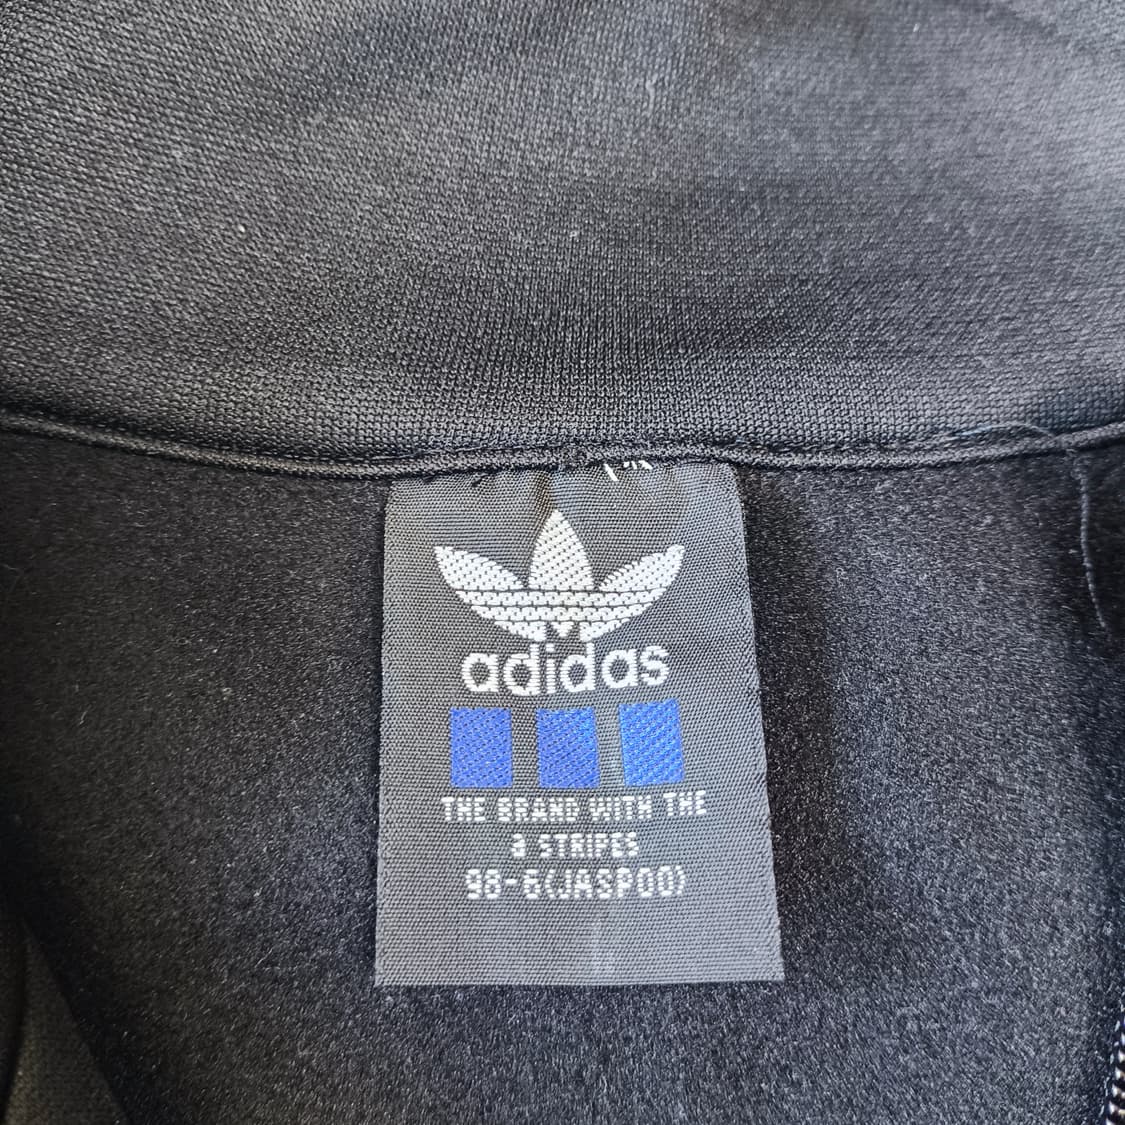 adidas
THE BRAND WITH THE
3 STRIPES
98-6(JASPOO)